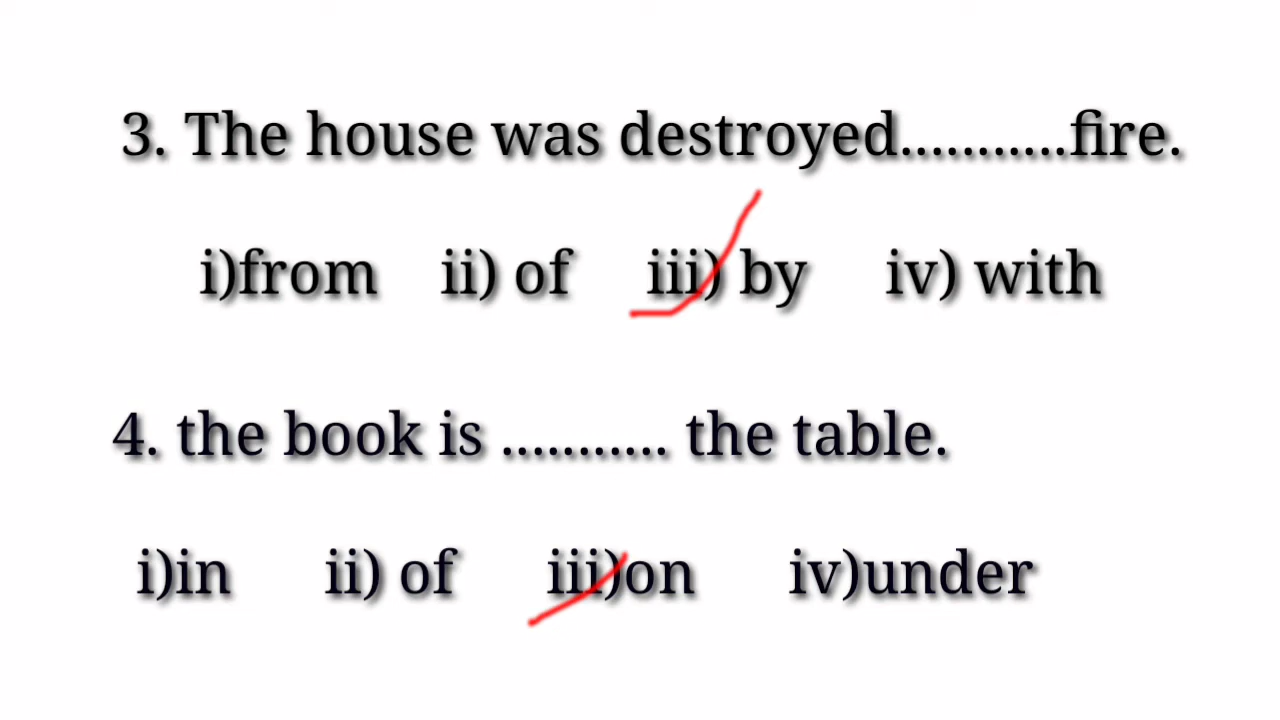 3. The house was destroyed...........fire.
i)from ii) of iii) by iv) with
4. the book is ........... the table.
i)in ii) of iii)on iv)under